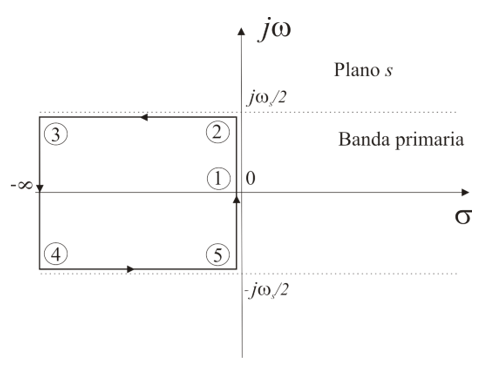 jω
Plano s
jωs/2
Banda primaria
3
2
1
0
-∞
σ
4
5
-jωs/2